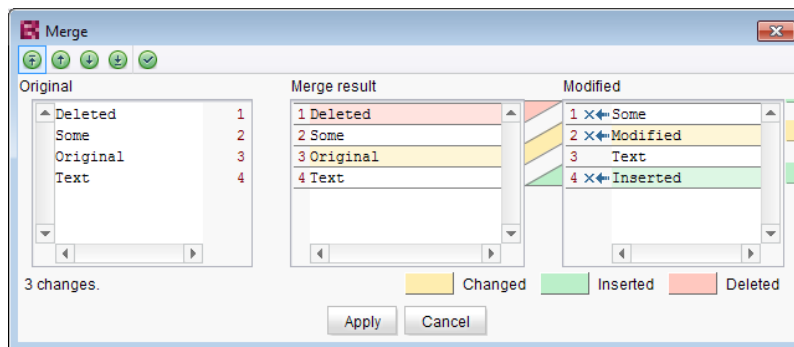 Merge
Original
Merge result
Modified
Deleted 1
Some 2
Original 3
Text 4
1 Deleted
2 Some
3 Original
4 Text
1 Some
2 Modified
3 Text
4 Inserted
3 changes.
Changed
Inserted
Deleted
Apply
Cancel